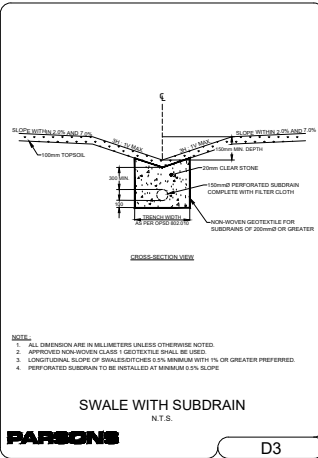 ℄
SLOPE WITHIN 2.0% AND 7.0%
3H - 1V MAX
3H - 1V MAX
SLOPE WITHIN 2.0% AND 7.0%
150mm MIN. DEPTH
100mm TOPSOIL
20mm CLEAR STONE
300 MIN.
150mmØ PERFORATED SUBDRAIN
COMPLETE WITH FILTER CLOTH
100
TRENCH WIDTH
AS PER OPSD 802.010
NON-WOVEN GEOTEXTILE FOR
SUBDRAINS OF 200mmØ OR GREATER
CROSS-SECTION VIEW
NOTE :
1. ALL DIMENSION ARE IN MILLIMETERS UNLESS OTHERWISE NOTED.
2. APPROVED NON-WOVEN CLASS 1 GEOTEXTILE SHALL BE USED.
3. LONGITUDINAL SLOPE OF SWALES/DITCHES 0.5% MINIMUM WITH 1% OR GREATER PREFERRED.
4. PERFORATED SUBDRAIN TO BE INSTALLED AT MINIMUM 0.5% SLOPE
SWALE WITH SUBDRAIN
N.T.S.
PARSONS
D3